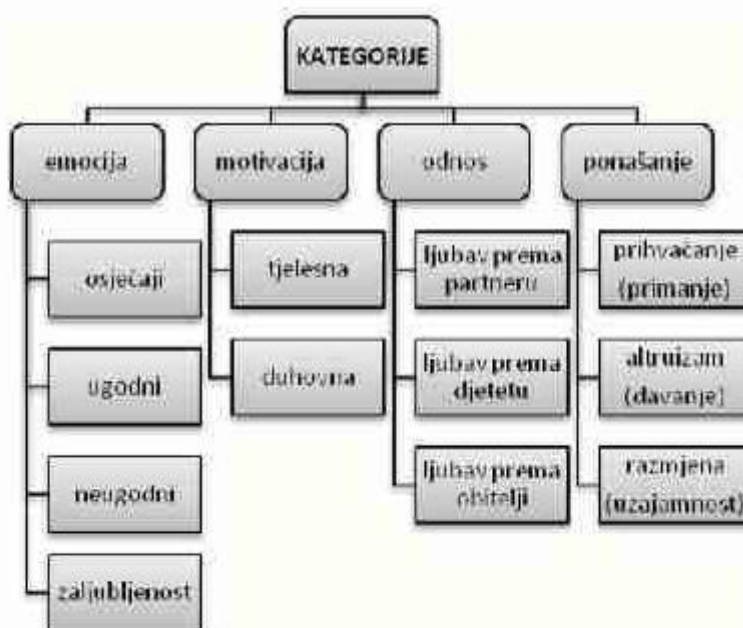 KATEGORIJE
emocija
motivacija
odnos
ponašanje
osjećaji
ugodni
neugodni
zaljubljenost
tjelesna
duhovna
ljubav prema
partneru
ljubav prema
djetetu
ljubav prema
obitelji
prihvaćanje
(primanje)
altruizam
(davanje)
razmjena
(uzajamnost)